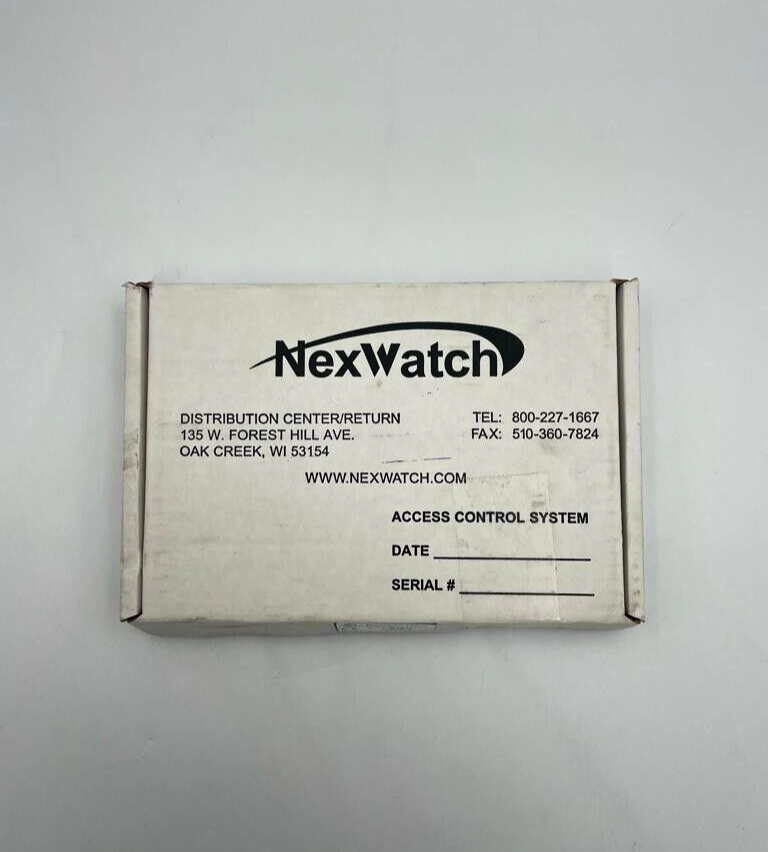 NexWatch
DISTRIBUTION CENTER/RETURN
135 W. FOREST HILL AVE.
OAK CREEK, WI 53154
TEL: 800-227-1667
FAX: 510-360-7824
WWW.NEXWATCH.COM
ACCESS CONTROL SYSTEM
DATE
SERIAL #